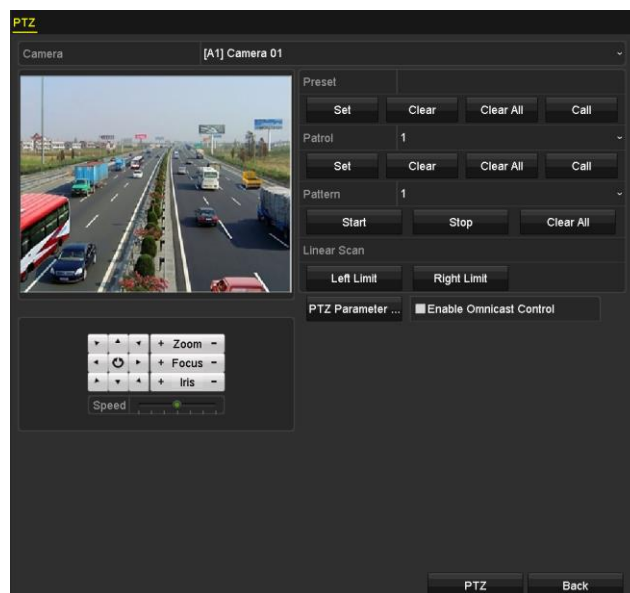 PTZ
Camera [A1] Camera 01
Preset
Set Clear Clear All Call
Patrol 1
Set Clear Clear All Call
Pattern 1
Start Stop Clear All
Linear Scan
Left Limit Right Limit
PTZ Parameter ... Enable Omnicast Control
+ Zoom -
+ Focus -
+ Iris -
Speed
PTZ Back